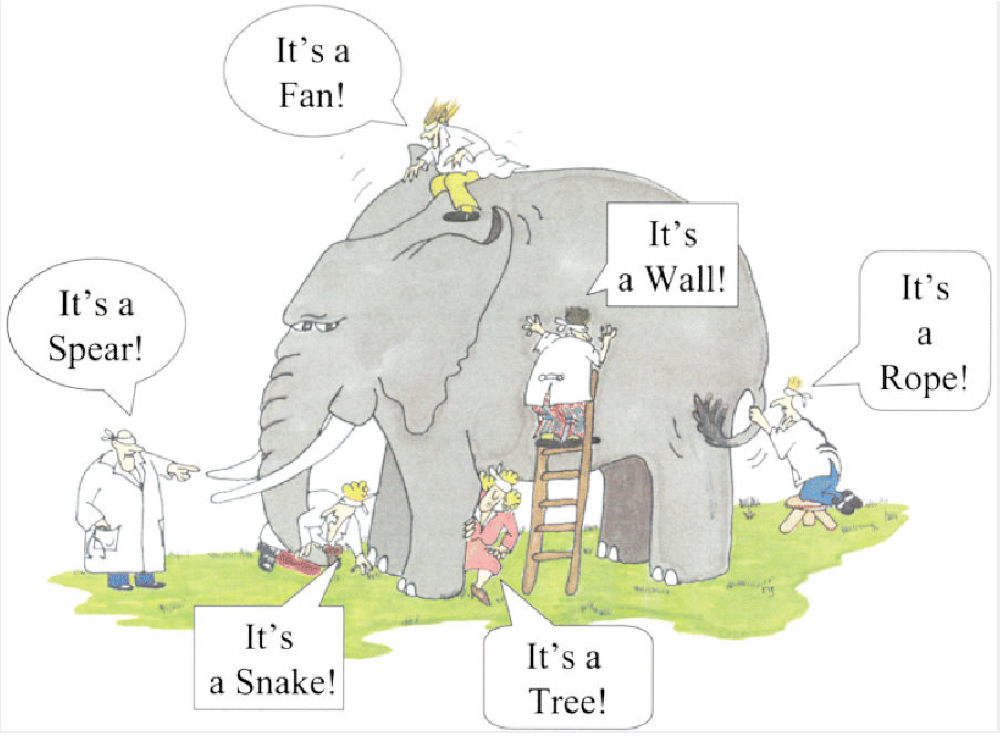 It's a
Fan!
It's
a Wall!
It's a
Spear!
It's
a
Rope!
It's
a Snake!
It's a
Tree!